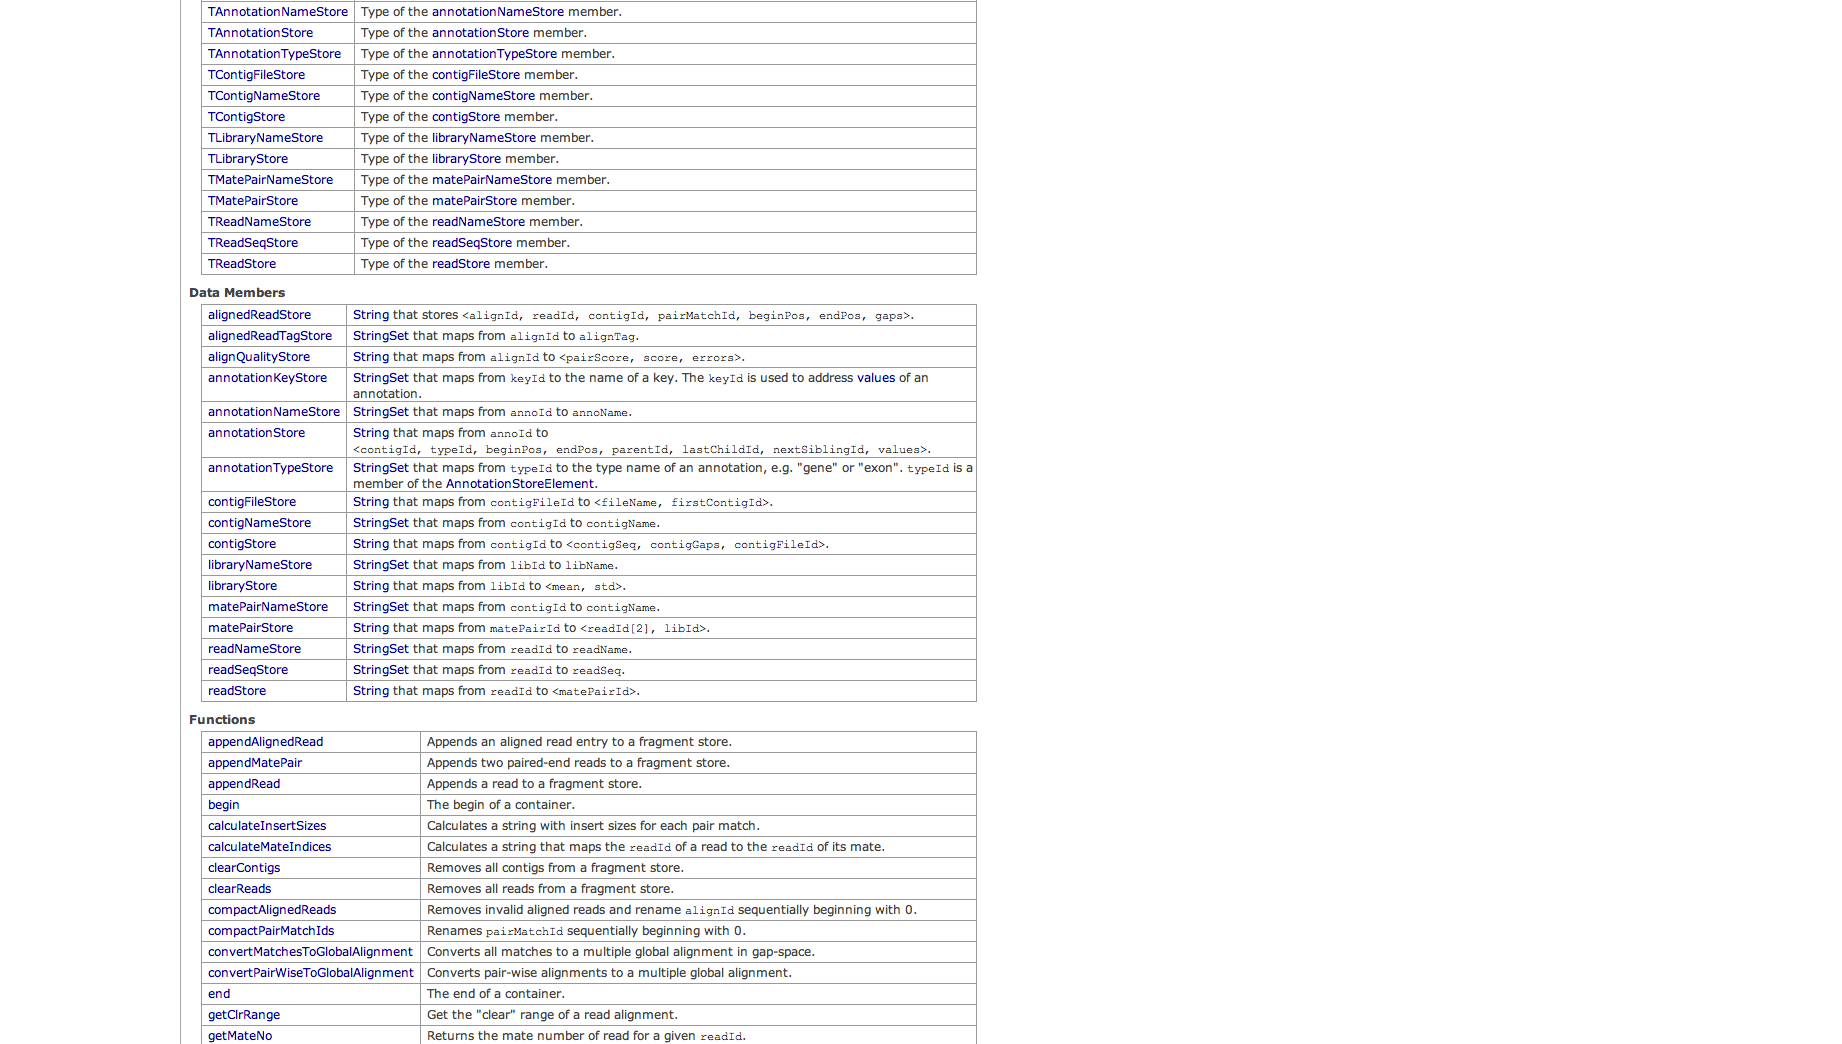 TAnnotationNameStore Type of the annotationNameStore member.
TAnnotationStore Type of the annotationStore member.
TAnnotationTypeStore Type of the annotationTypeStore member.
TContigFileStore Type of the contigFileStore member.
TContigNameStore Type of the contigNameStore member.
TContigStore Type of the contigStore member.
TLibraryNameStore Type of the libraryNameStore member.
TLibraryStore Type of the libraryStore member.
TMatePairNameStore Type of the matePairNameStore member.
TMatePairStore Type of the matePairStore member.
TReadNameStore Type of the readNameStore member.
TReadSeqStore Type of the readSeqStore member.
TReadStore Type of the readStore member.
Data Members
alignedReadStore String that stores <alignId, readId, contigId, pairMatchId, beginPos, endPos, gaps>.
alignedReadTagStore StringSet that maps from alignId to alignTag.
alignQualityStore String that maps from alignId to <pairScore, score, errors>.
annotationKeyStore StringSet that maps from keyId to the name of a key. The keyId is used to address values of an
annotation.
annotationNameStore StringSet that maps from annoId to annoName.
annotationStore String that maps from annoId to
<contigId, typeId, beginPos, endPos, parentId, lastChildId, nextSiblingId, values>.
annotationTypeStore StringSet that maps from typeId to the type name of an annotation, e.g. "gene" or "exon". typeId is a
member of the AnnotationStoreElement.
contigFileStore String that maps from contigFileId to <fileName, firstContigId>.
contigNameStore StringSet that maps from contigId to contigName.
contigStore String that maps from contigId to <contigSeq, contigGaps, contigFileId>.
libraryNameStore StringSet that maps from libId to libName.
libraryStore String that maps from libId to <mean, std>.
matePairNameStore StringSet that maps from contigId to contigName.
matePairStore String that maps from matePairId to <readId[2], libId>.
readNameStore StringSet that maps from readId to readName.
readSeqStore StringSet that maps from readId to readSeq.
readStore String that maps from readId to <matePairId>.
Functions
appendAlignedRead Appends an aligned read entry to a fragment store.
appendMatePair Appends two paired-end reads to a fragment store.
appendRead Appends a read to a fragment store.
begin The begin of a container.
calculateInsertSizes Calculates a string with insert sizes for each pair match.
calculateMateIndices Calculates a string that maps the readId of a read to the readId of its mate.
clearContigs Removes all contigs from a fragment store.
clearReads Removes all reads from a fragment store.
compactAlignedReads Removes invalid aligned reads and rename alignId sequentially beginning with 0.
compactPairMatchIds Renames pairMatchId sequentially beginning with 0.
convertMatchesToGlobalAlignment Converts all matches to a multiple global alignment in gap-space.
convertPairWiseToGlobalAlignment Converts pair-wise alignments to a multiple global alignment.
end The end of a container.
getClrRange Get the "clear" range of a read alignment.
getMateNo Returns the mate number of read for a given readId.